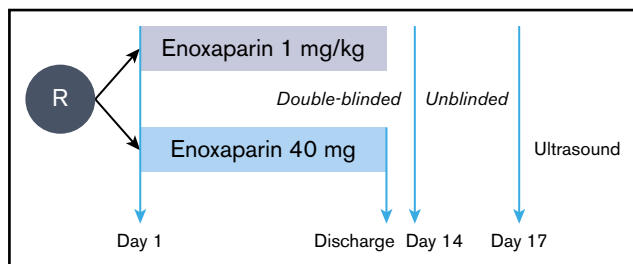 R
Enoxaparin 1 mg/kg
Double-blinded
Unblinded
Enoxaparin 40 mg
Ultrasound
Day 1
Discharge
Day 14
Day 17